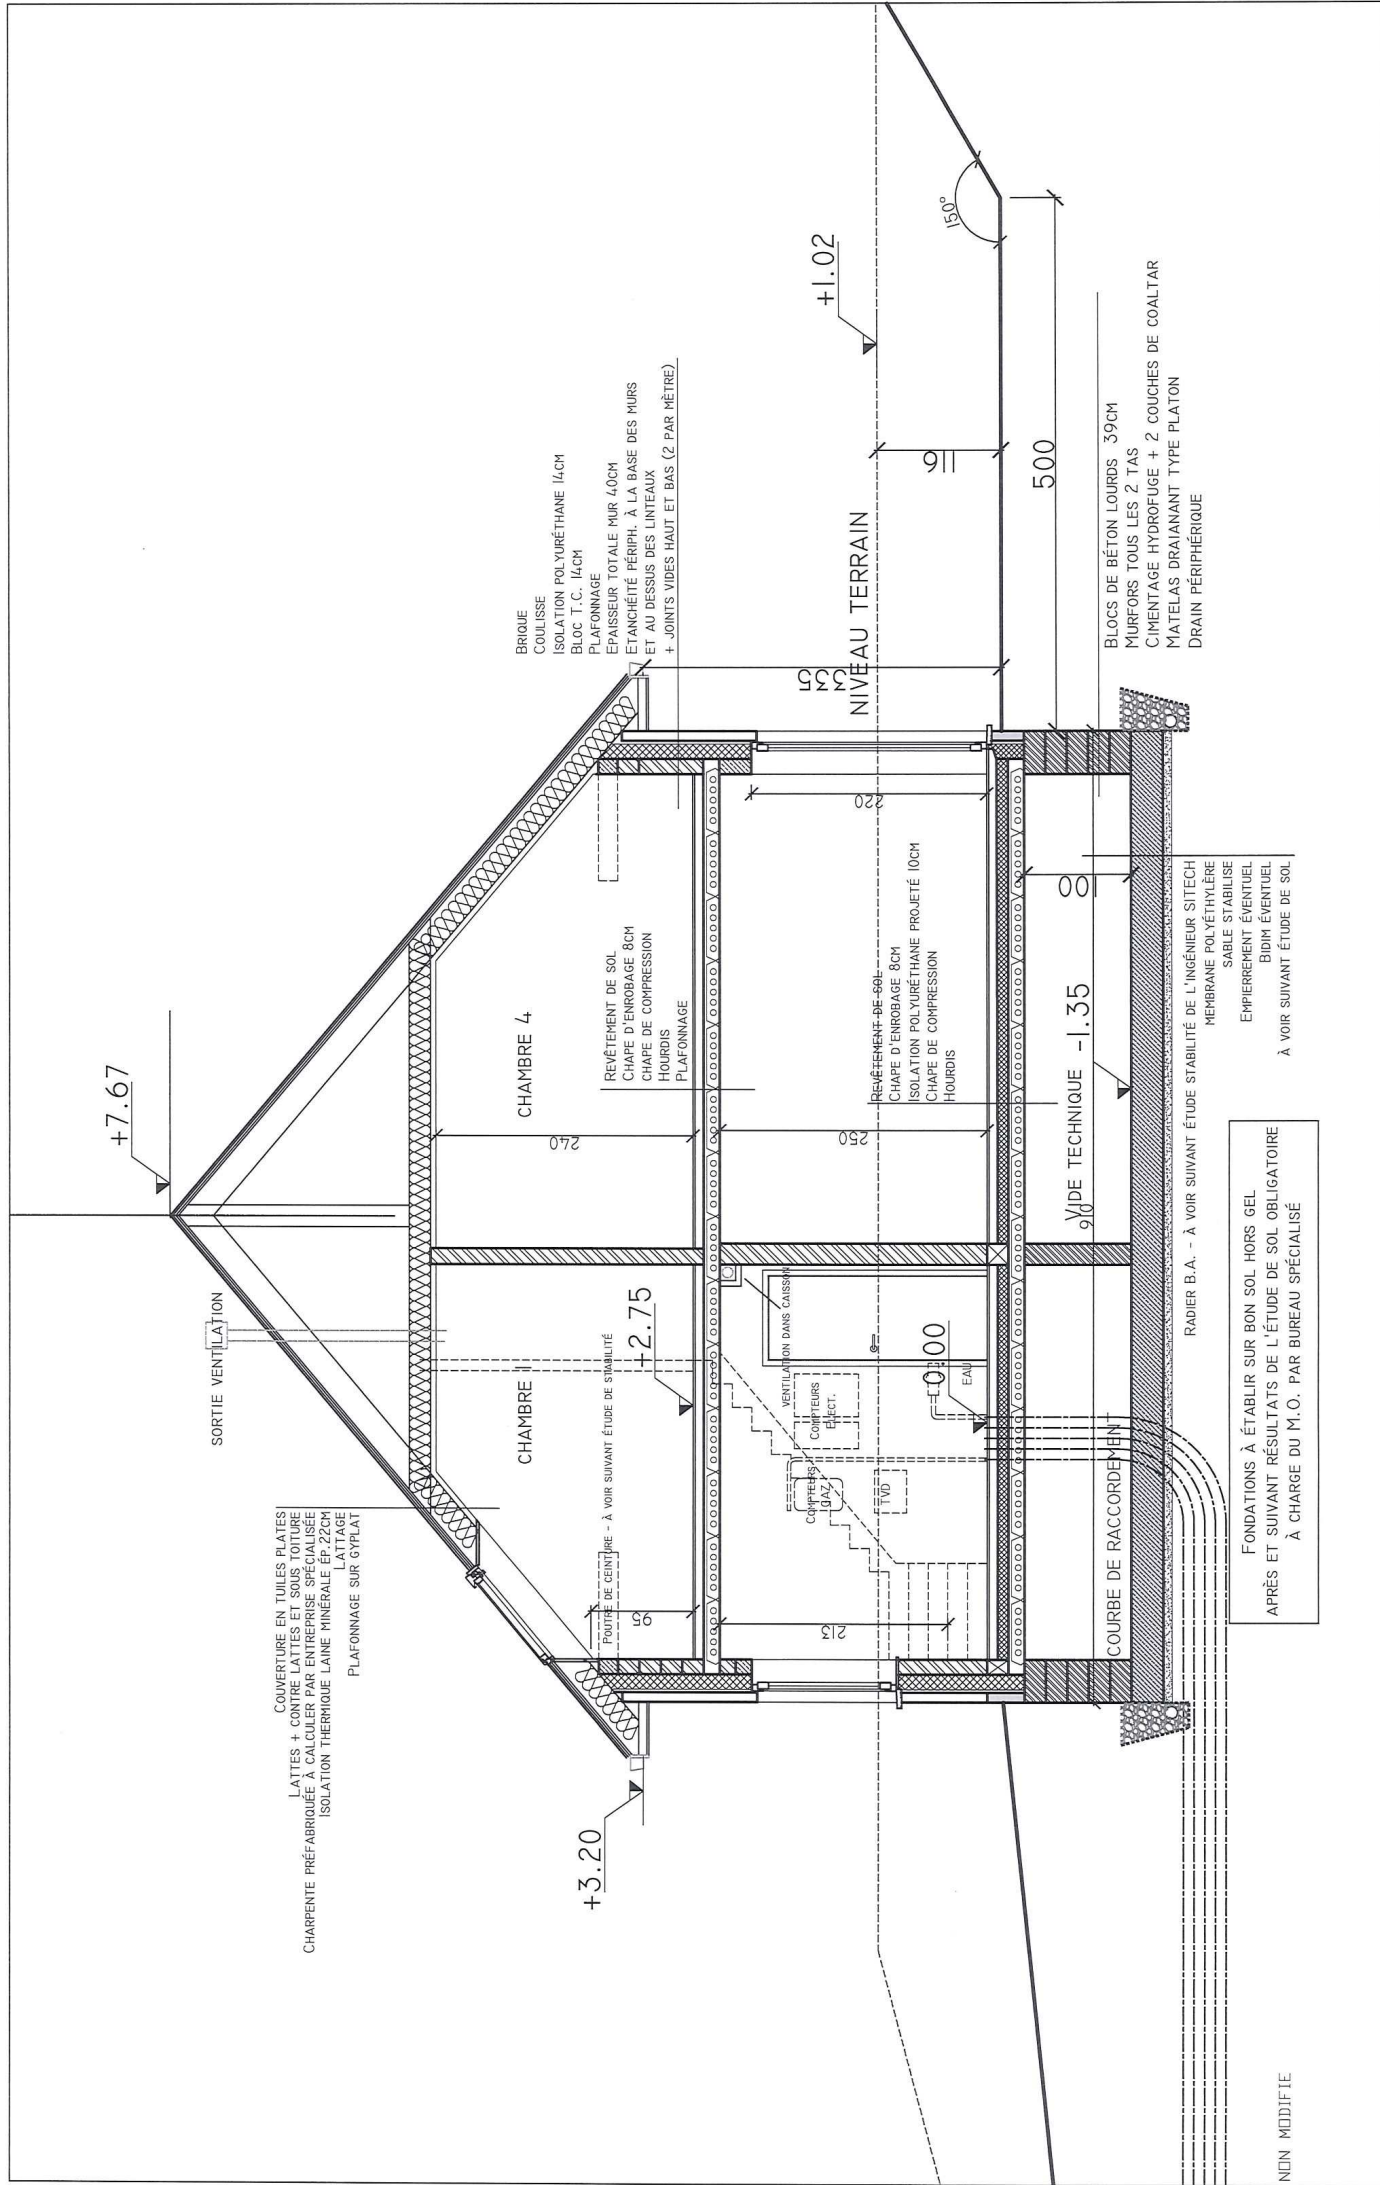 +7.67
SORTIE VENTILATION
COUVERTURE EN TUILES PLATES
LATTES + CONTRE LATTES ET SOUS TOITURE
CHARPENTE PRÉFABRIQUÉE À CALCULER PAR ENTREPRISE SPÉCIALISÉE
ISOLATION THERMIQUE LAINE MINÉRALE ÉP.22CM
LATTAGE
PLAFONNAGE SUR GYPLAT
+3.20
CHAMBRE 1
CHAMBRE 4
240
95
POUTRE DE CEINTURE - À VOIR SUIVANT ÉTUDE DE STABILITÉ
+2.75
REVÊTEMENT DE SOL
CHAPE D'ENROBAGE 8CM
CHAPE DE COMPRESSION
HOURDIS
PLAFONNAGE
BRIQUE
COULISSE
ISOLATION POLYURÉTHANE 14CM
BLOC T.C. 14CM
PLAFONNAGE
EPAISSEUR TOTALE MUR 40CM
ETANCHÉITÉ PÉRIPH. À LA BASE DES MURS
ET AU DESSUS DES LINTEAUX
+ JOINTS VIDES HAUT ET BAS (2 PAR MÈTRE)
335
NIVEAU TERRAIN
+1.02
116
150°
500
VENTILATION DANS CAISSON
COMPTEURS
ELECT.
COMPTEURS
GAZ
TVD
213
250
220
0.00
EAU
REVÊTEMENT DE SOL
CHAPE D'ENROBAGE 8CM
ISOLATION POLYURÉTHANE PROJETÉ 10CM
CHAPE DE COMPRESSION
HOURDIS
100
VIDE TECHNIQUE -1.35
910
COURBE DE RACCORDEMENT
BLOCS DE BÉTON LOURDS 39CM
MURFORS TOUS LES 2 TAS
CIMENTAGE HYDROFUGE + 2 COUCHES DE COALTAR
MATELAS DRAIANANT TYPE PLATON
DRAIN PÉRIPHÉRIQUE
RADIER B.A. - À VOIR SUIVANT ÉTUDE STABILITÉ DE L'INGÉNIEUR SITECH
MEMBRANE POLYÉTHYLÈRE
SABLE STABILISE
EMPIERREMENT ÉVENTUEL
BIDIM ÉVENTUEL
À VOIR SUIVANT ÉTUDE DE SOL
FONDATIONS À ÉTABLIR SUR BON SOL HORS GEL
APRÈS ET SUIVANT RÉSULTATS DE L'ÉTUDE DE SOL OBLIGATOIRE
À CHARGE DU M.O. PAR BUREAU SPÉCIALISÉ
NON MODIFIE